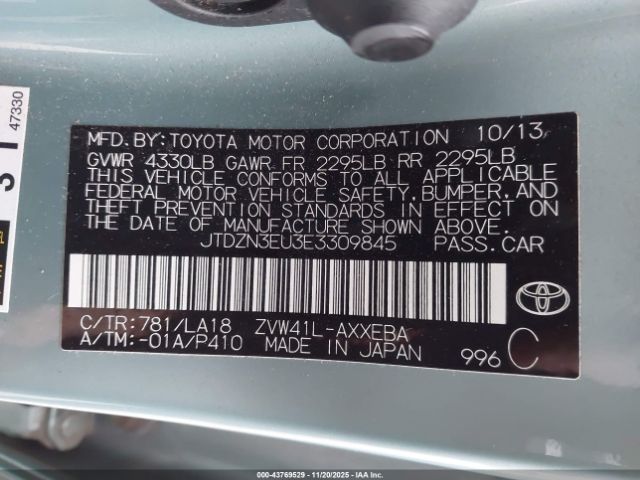 47330
31
MFD. BY: TOYOTA MOTOR CORPORATION 10/13
GVWR 4330LB GAWR FR 2295LB RR 2295LB
THIS VEHICLE CONFORMS TO ALL APPLICABLE
FEDERAL MOTOR VEHICLE SAFETY, BUMPER, AND
THEFT PREVENTION STANDARDS IN EFFECT ON
THE DATE OF MANUFACTURE SHOWN ABOVE.
JTDZN3EU3E3309845 PASS. CAR
C/TR: 781/LA18 ZVW41L-AXXEBA
A/TM: -01A/P410 MADE IN JAPAN 996 C
000-43769529 - 11/20/2025 - IAAI.CA